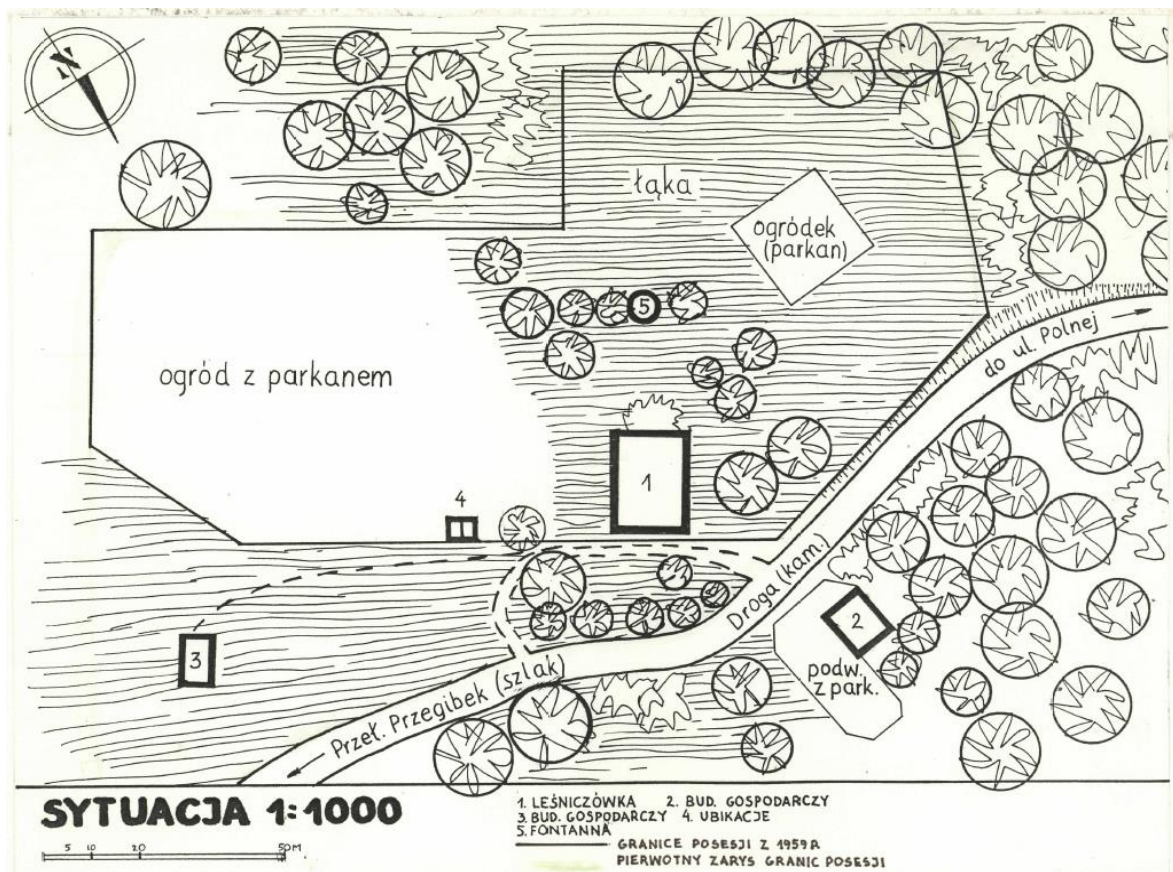 N
łąka
ogródek
(parkan)
5
do ul. Polnej
ogród z parkanem
1
4
Droga (kam.)
2
3
podw.
z park.
Przeł. Przegibek (szlak)
SYTUACJA 1:1000
5 10 20 50M
1. LEŚNICZÓWKA 2. BUD. GOSPODARCZY
3. BUD. GOSPODARCZY 4. UBIKACJE
5. FONTANNA
GRANICE POSESJI Z 1959R
PIERWOTNY ZARYS GRANIC POSESJI